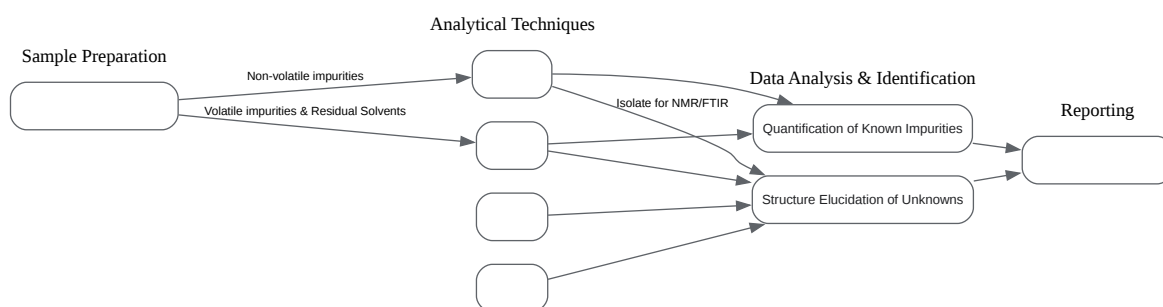 Analytical Techniques
Sample Preparation
Non-volatile impurities
Data Analysis & Identification
Volatile impurities & Residual Solvents
Isolate for NMR/FTIR
Reporting
Quantification of Known Impurities
Structure Elucidation of Unknowns